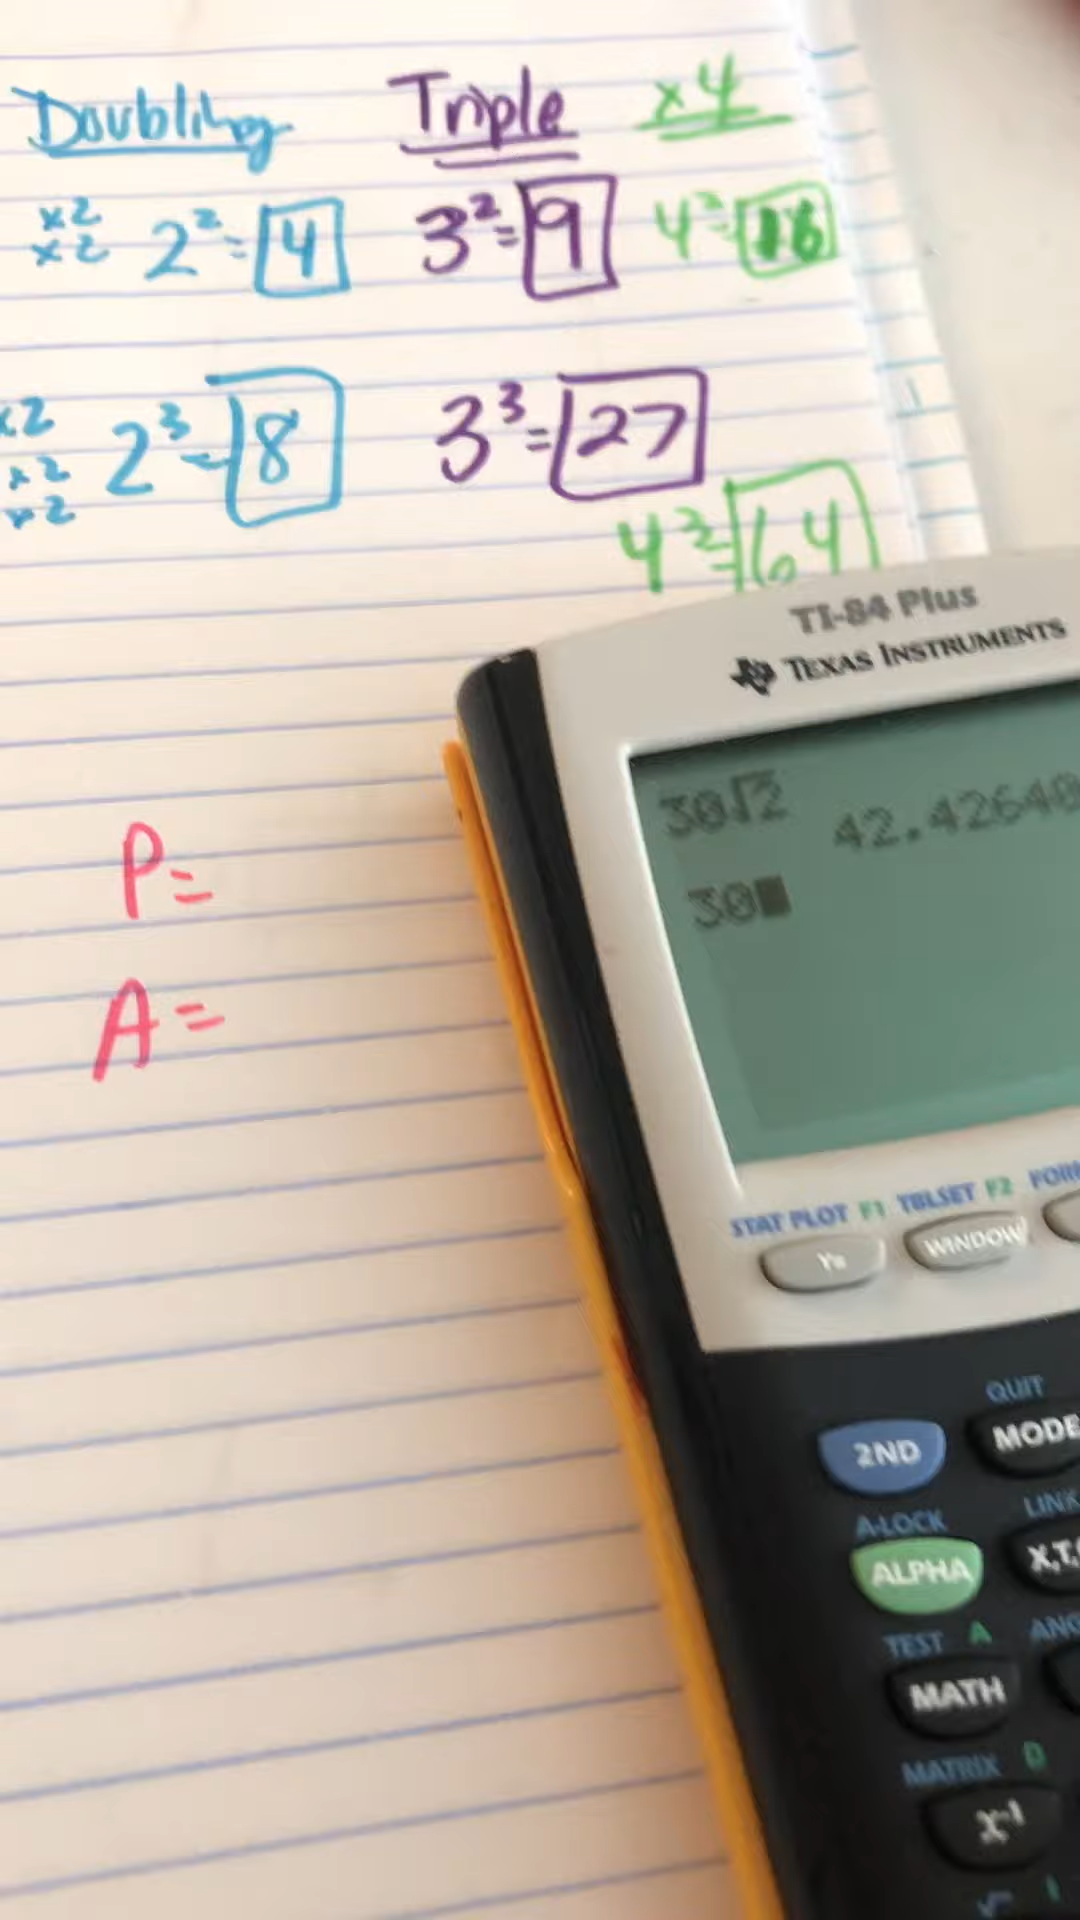 Doubling Triple x4
x2
x2 2² = 4 3² = 9 4² = 16
x2
x2
x2 2³ = 8 3³ = 27
4³ = 64
P =
A =
TI-84 Plus
TEXAS INSTRUMENTS
30√2
42.42640
30
STAT PLOT F1 TBLSET F2 FORM
Y= WINDOW
QUIT
2ND MODE
A-LOCK LINK
ALPHA X,T,
TEST A ANG
MATH
MATRIX D
x⁻¹
√ I